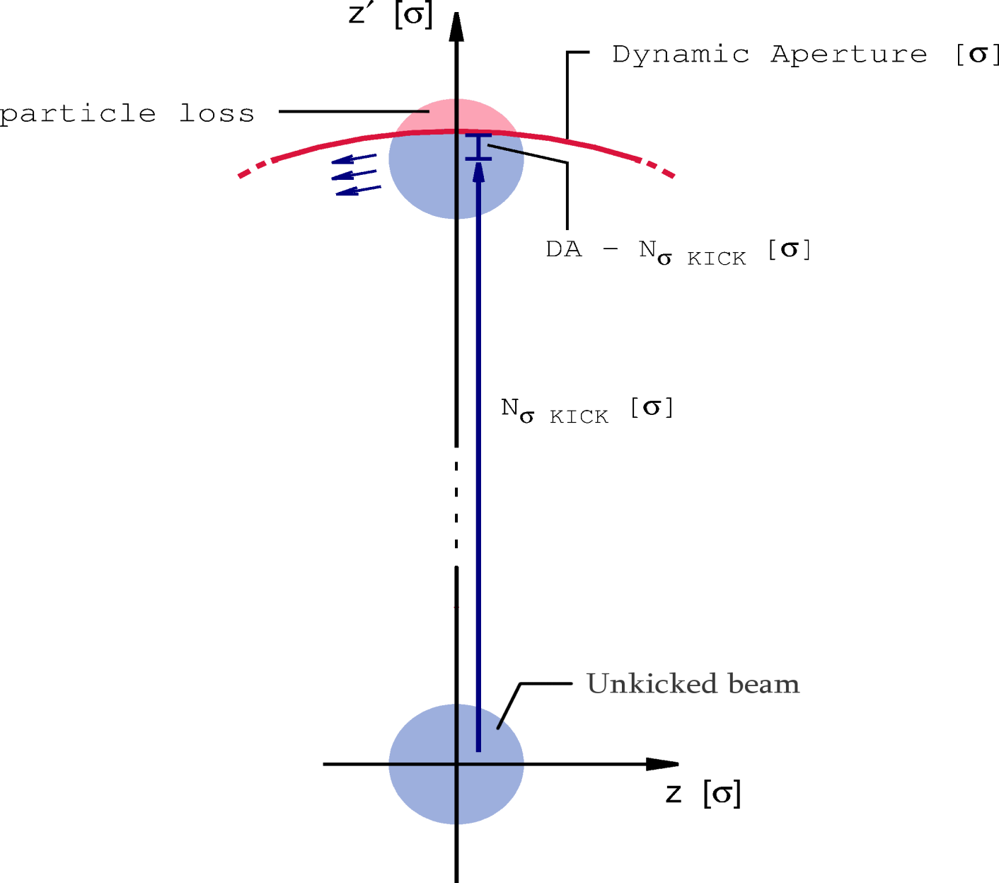 z′ [σ]
Dynamic Aperture [σ]
particle loss
DA - Nσ KICK [σ]
Nσ KICK [σ]
Unkicked beam
z [σ]